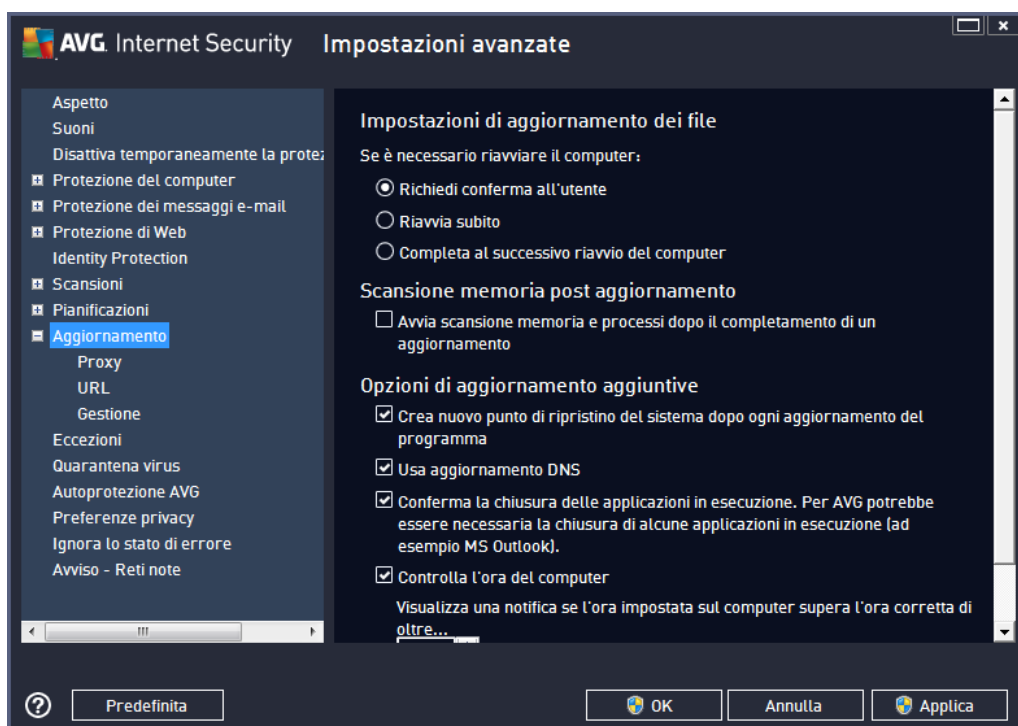 AVG. Internet Security Impostazioni avanzate
Aspetto
Suoni
Disattiva temporaneamente la
Protezione del computer
Protezione dei messaggi e-mail
Protezione di Web
Identity Protection
Scansioni
Pianificazioni
Aggiornamento
Proxy
URL
Gestione
Eccezioni
Quarantena virus
Autoprotezione AVG
Preferenze privacy
Ignora lo stato di errore
Avviso - Reti note
Impostazioni di aggiornamento dei file
Se è necessario riavviare il computer:
Richiedi conferma all'utente
Riavvia subito
Completa al successivo riavvio del computer
Scansione memoria post aggiornamento
Avvia scansione memoria e processi dopo il completamento di un
aggiornamento
Opzioni di aggiornamento aggiuntive
Crea nuovo punto di ripristino del sistema dopo ogni aggiornamento del
programma
Usa aggiornamento DNS
Conferma la chiusura delle applicazioni in esecuzione. Per AVG potrebbe
essere necessaria la chiusura di alcune applicazioni in esecuzione (ad
esempio MS Outlook).
Controlla l'ora del computer
Visualizza una notifica se l'ora impostata sul computer supera l'ora corretta di
oltre...
Predefinita
OK
Annulla
Applica